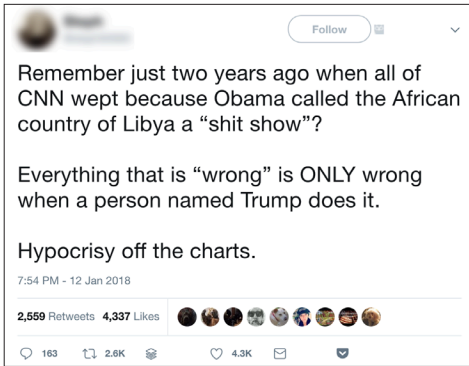 Follow
Remember just two years ago when all of
CNN wept because Obama called the African
country of Libya a “shit show”?
Everything that is “wrong” is ONLY wrong
when a person named Trump does it.
Hypocrisy off the charts.
7:54 PM - 12 Jan 2018
2,559 Retweets 4,337 Likes
163 2.6K 4.3K